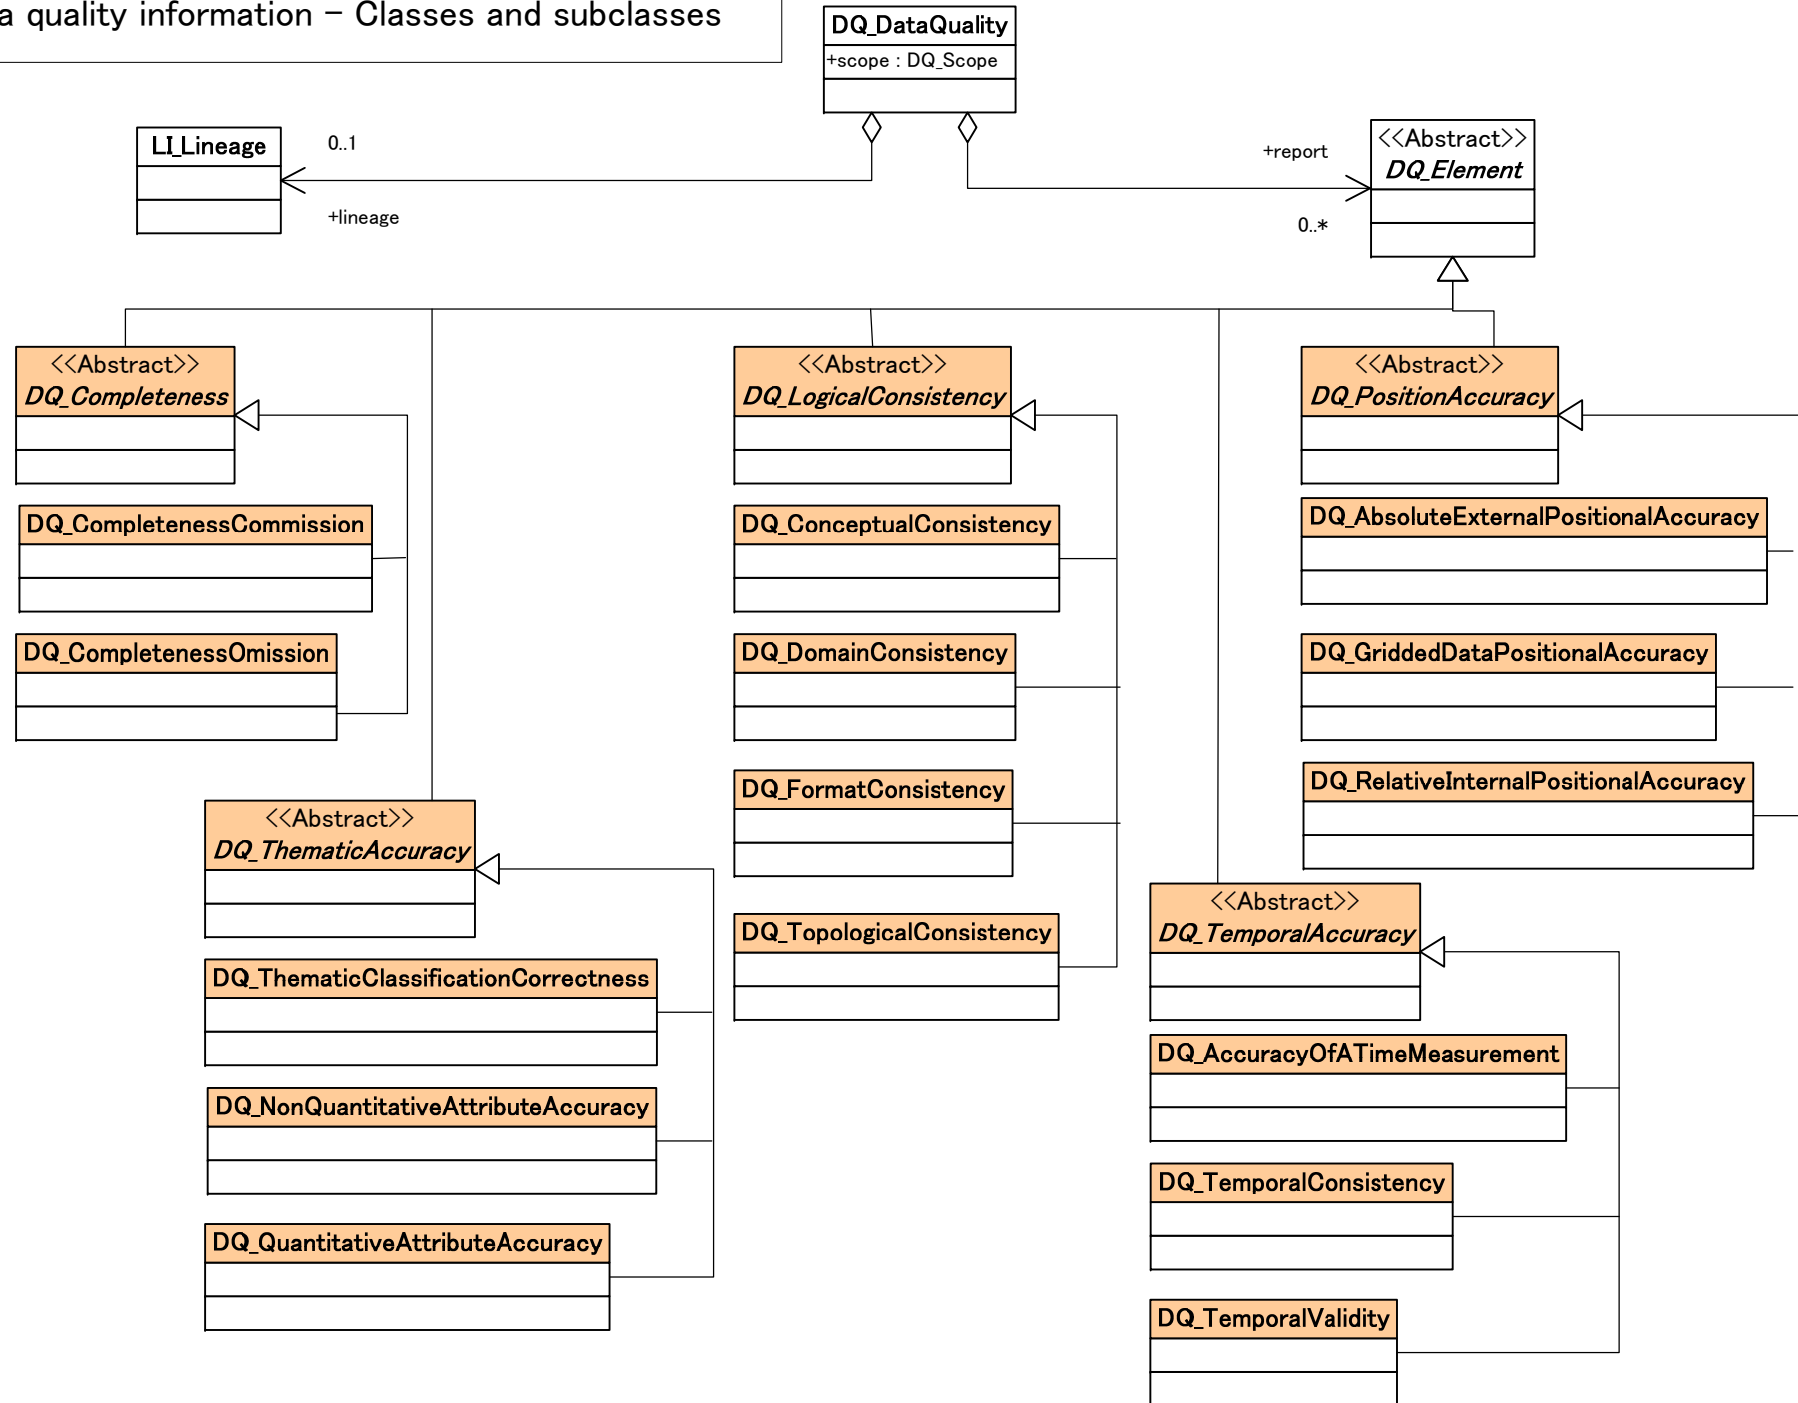 a quality information – Classes and subclasses
DQ_DataQuality
+scope : DQ_Scope
LI_Lineage
0..1
+lineage
+report
0..*
<<Abstract>>
DQ_Element
<<Abstract>>
DQ_Completeness
<<Abstract>>
DQ_LogicalConsistency
<<Abstract>>
DQ_PositionAccuracy
DQ_CompletenessCommission
DQ_ConceptualConsistency
DQ_AbsoluteExternalPositionalAccuracy
DQ_CompletenessOmission
DQ_DomainConsistency
DQ_GriddedDataPositionalAccuracy
DQ_FormatConsistency
DQ_RelativeInternalPositionalAccuracy
<<Abstract>>
DQ_ThematicAccuracy
DQ_TopologicalConsistency
<<Abstract>>
DQ_TemporalAccuracy
DQ_ThematicClassificationCorrectness
DQ_AccuracyOfATimeMeasurement
DQ_NonQuantitativeAttributeAccuracy
DQ_TemporalConsistency
DQ_QuantitativeAttributeAccuracy
DQ_TemporalValidity